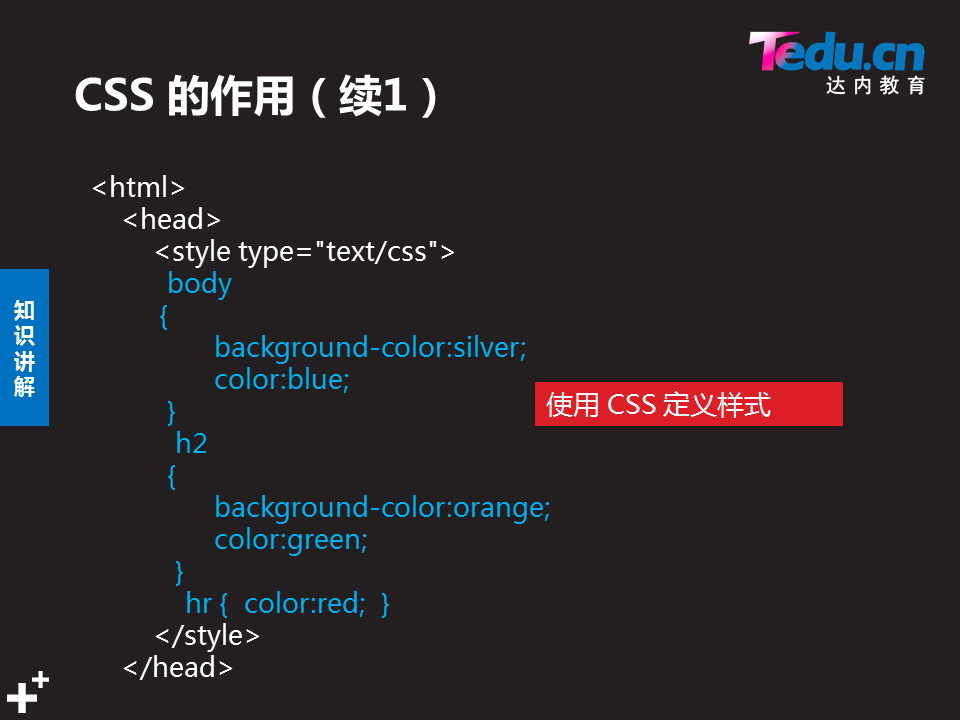 Tedu.cn
达内教育
CSS 的作用（续1）
<html>
<head>
<style type="text/css">
body
{
background-color:silver;
color:blue;
}
h2
{
background-color:orange;
color:green;
}
hr { color:red; }
</style>
</head>
使用 CSS 定义样式
知
识
讲
解